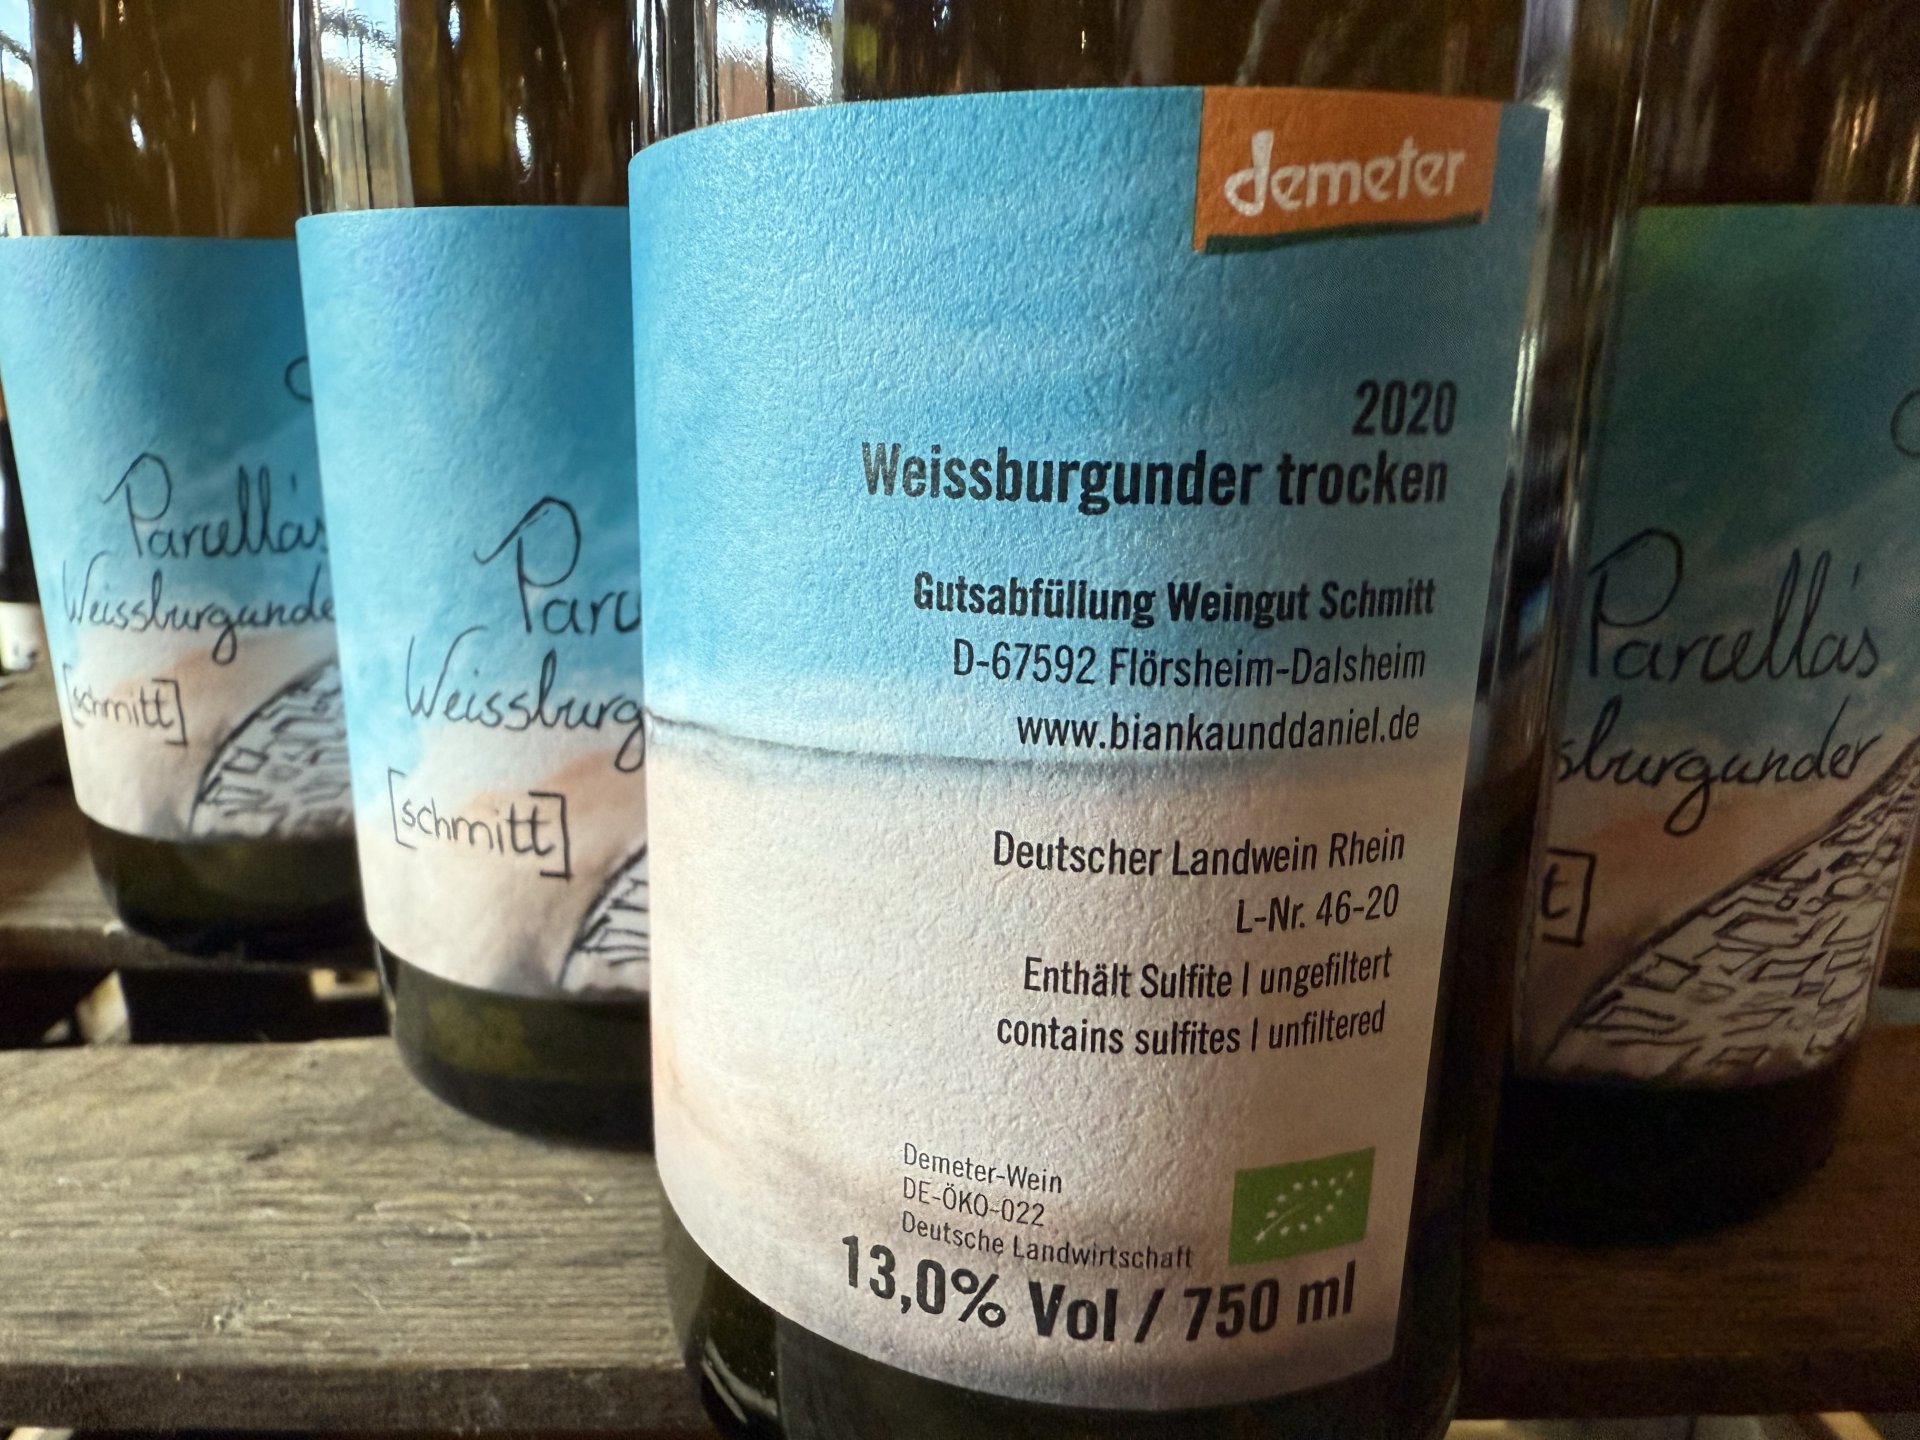 demeter
2020
Weissburgunder trocken
Gutsabfüllung Weingut Schmitt
D-67592 Flörsheim-Dalsheim
www.biankaunddaniel.de
Deutscher Landwein Rhein
L-Nr. 46-20
Enthält Sulfite | ungefiltert
contains sulfites | unfiltered
Demeter-Wein
DE-ÖKO-022
Deutsche Landwirtschaft
13,0% Vol / 750 ml
Parcella's
Weissburgunde
[schmitt]
Parc
Weissburg
[schmitt]
Parcella's
sburgunder
t]